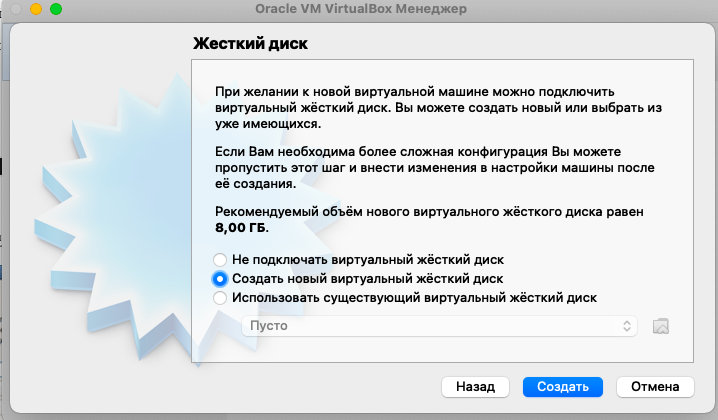 Oracle VM VirtualBox Менеджер
Жесткий диск
При желании к новой виртуальной машине можно подключить
виртуальный жёсткий диск. Вы можете создать новый или выбрать из
уже имеющихся.
Если Вам необходима более сложная конфигурация Вы можете
пропустить этот шаг и внести изменения в настройки машины после
её создания.
Рекомендуемый объём нового виртуального жёсткого диска равен
8,00 ГБ.
Не подключать виртуальный жёсткий диск
Создать новый виртуальный жёсткий диск
Использовать существующий виртуальный жёсткий диск
Пусто
Назад
Создать
Отмена